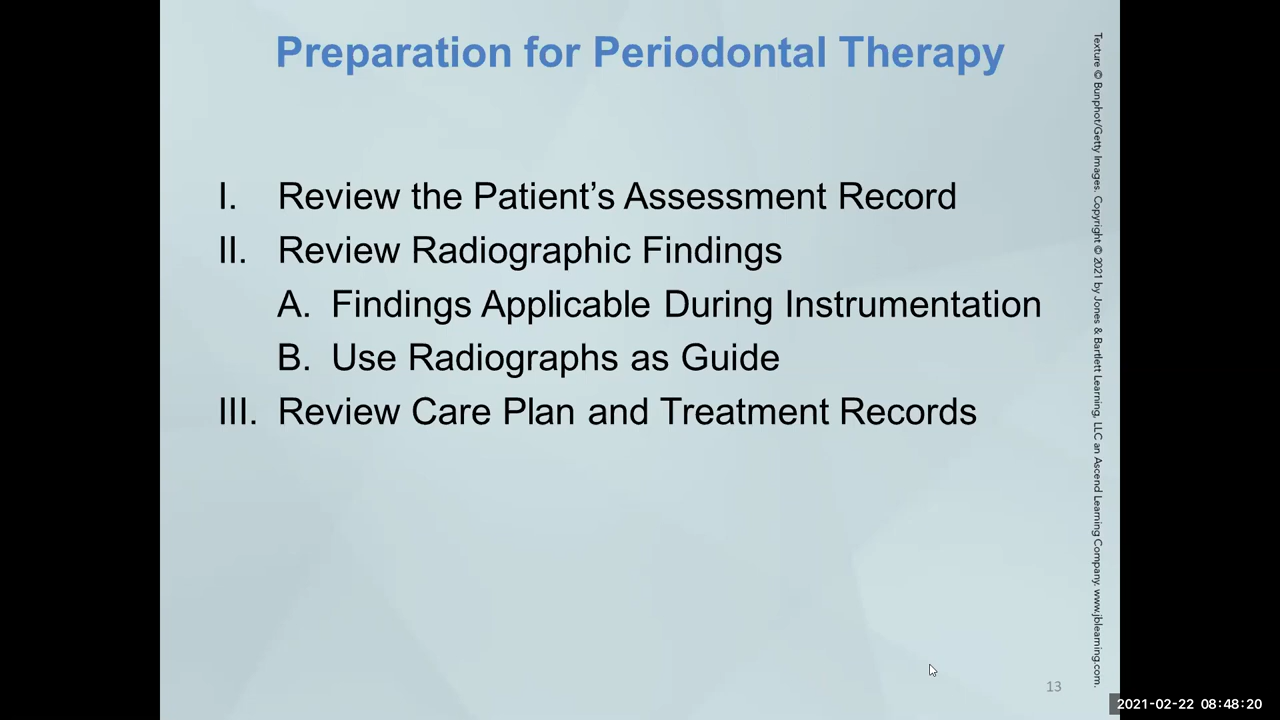 Preparation for Periodontal Therapy
I. Review the Patient’s Assessment Record
II. Review Radiographic Findings
A. Findings Applicable During Instrumentation
B. Use Radiographs as Guide
III. Review Care Plan and Treatment Records
Texture © Bunphot/Getty Images. Copyright © 2021 by Jones & Bartlett Learning, LLC an Ascend Learning Company. www.jblearning.com.
13
2021-02-22 08:48:20